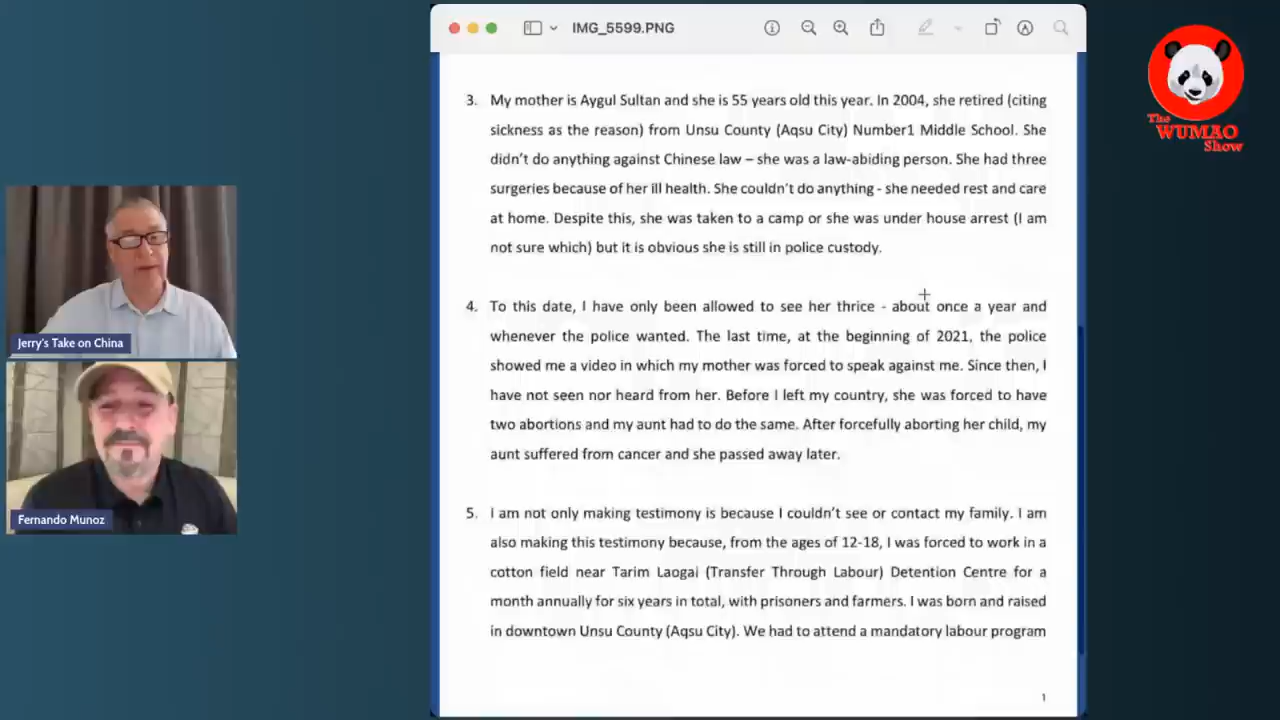 IMG_5599.PNG
3. My mother is Aygul Sultan and she is 55 years old this year. In 2004, she retired (citing
sickness as the reason) from Unsu County (Aqsu City) Number1 Middle School. She
didn't do anything against Chinese law – she was a law-abiding person. She had three
surgeries because of her ill health. She couldn't do anything - she needed rest and care
at home. Despite this, she was taken to a camp or she was under house arrest (I am
not sure which) but it is obvious she is still in police custody.
4. To this date, I have only been allowed to see her thrice - about once a year and
whenever the police wanted. The last time, at the beginning of 2021, the police
showed me a video in which my mother was forced to speak against me. Since then, I
have not seen nor heard from her. Before I left my country, she was forced to have
two abortions and my aunt had to do the same. After forcefully aborting her child, my
aunt suffered from cancer and she passed away later.
5. I am not only making testimony is because I couldn't see or contact my family. I am
also making this testimony because, from the ages of 12-18, I was forced to work in a
cotton field near Tarim Laogai (Transfer Through Labour) Detention Centre for a
month annually for six years in total, with prisoners and farmers. I was born and raised
in downtown Unsu County (Aqsu City). We had to attend a mandatory labour program
1
The
WUMAO
Show
Jerry's Take on China
Fernando Munoz